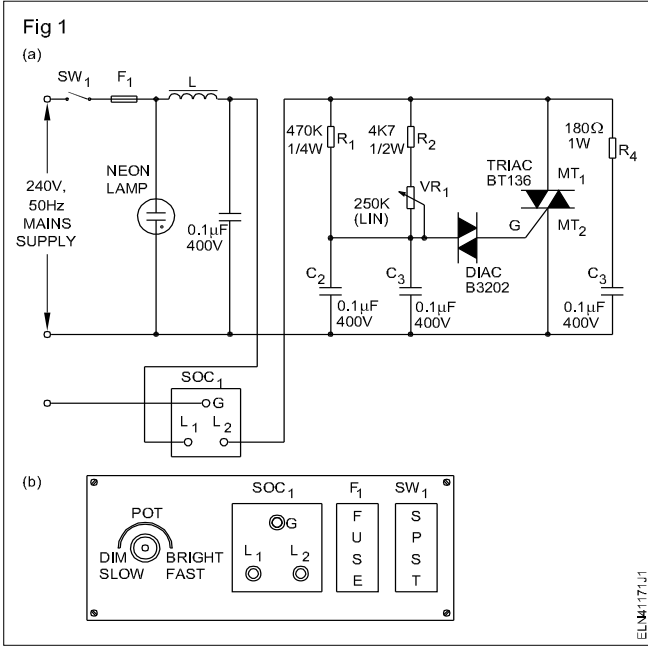 Fig 1
(a)
SW1 F1 L
470K
1/4W R1
4K7
1/2W R2
180Ω
1W R4
NEON
LAMP
240V,
50Hz
MAINS
SUPPLY
0.1µF
400V
VR1
250K
(LIN)
TRIAC
BT136
MT1
G MT2
DIAC
B3202
C2
0.1µF
400V
C3
0.1µF
400V
C3
0.1µF
400V
SOC1
G
L1 L2
(b)
SOC1 F1 SW1
POT
DIM BRIGHT
SLOW FAST
G
L1 L2
F
U
S
E
S
P
S
T
ELN41171J1